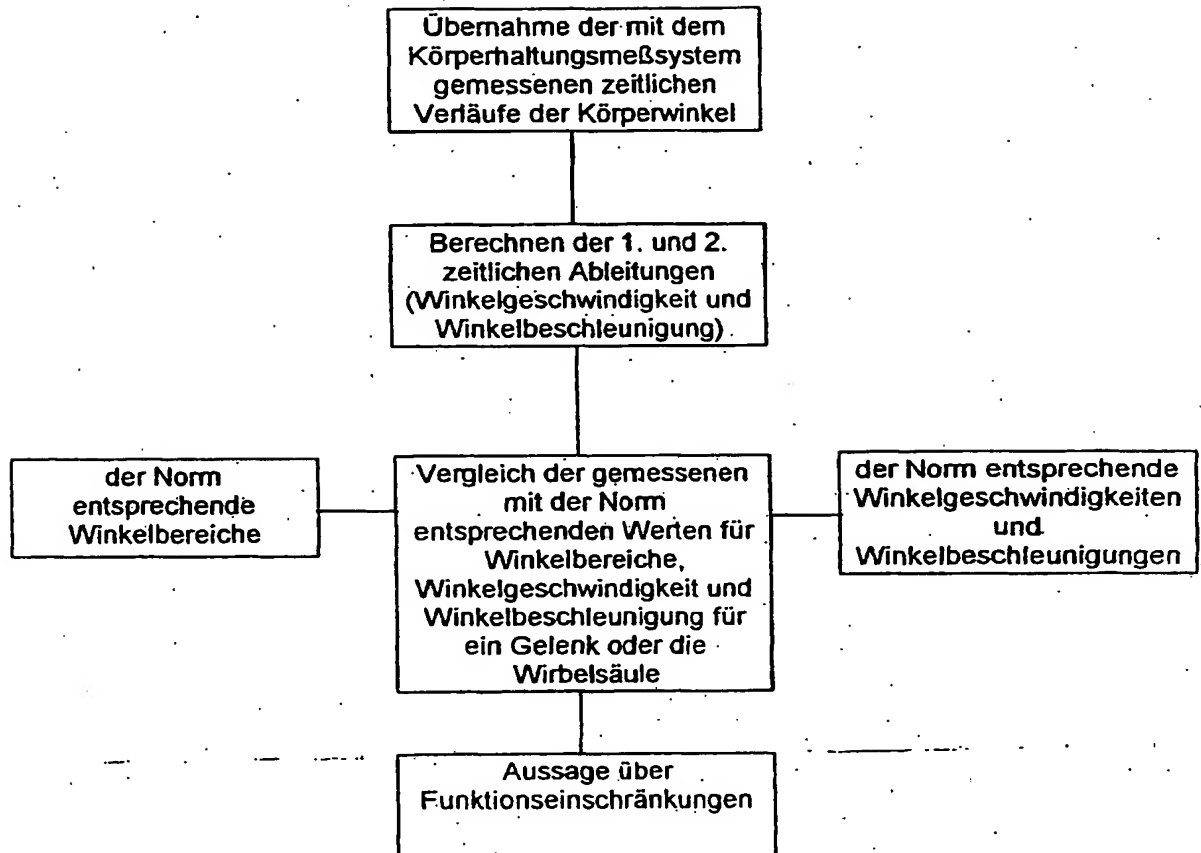 Übernahme der mit dem
Körperhaltungsmeßsystem
gemessenen zeitlichen
Verläufe der Körperwinkel
Berechnen der 1. und 2.
zeitlichen Ableitungen
(Winkelgeschwindigkeit und
Winkelbeschleunigung)
der Norm
entsprechende
Winkelbereiche
Vergleich der gemessenen
mit der Norm
entsprechenden Werten für
Winkelbereiche,
Winkelgeschwindigkeit und
Winkelbeschleunigung für
ein Gelenk oder die
Wirbelsäule
der Norm entsprechende
Winkelgeschwindigkeiten
und
Winkelbeschleunigungen
Aussage über
Funktionseinschränkungen